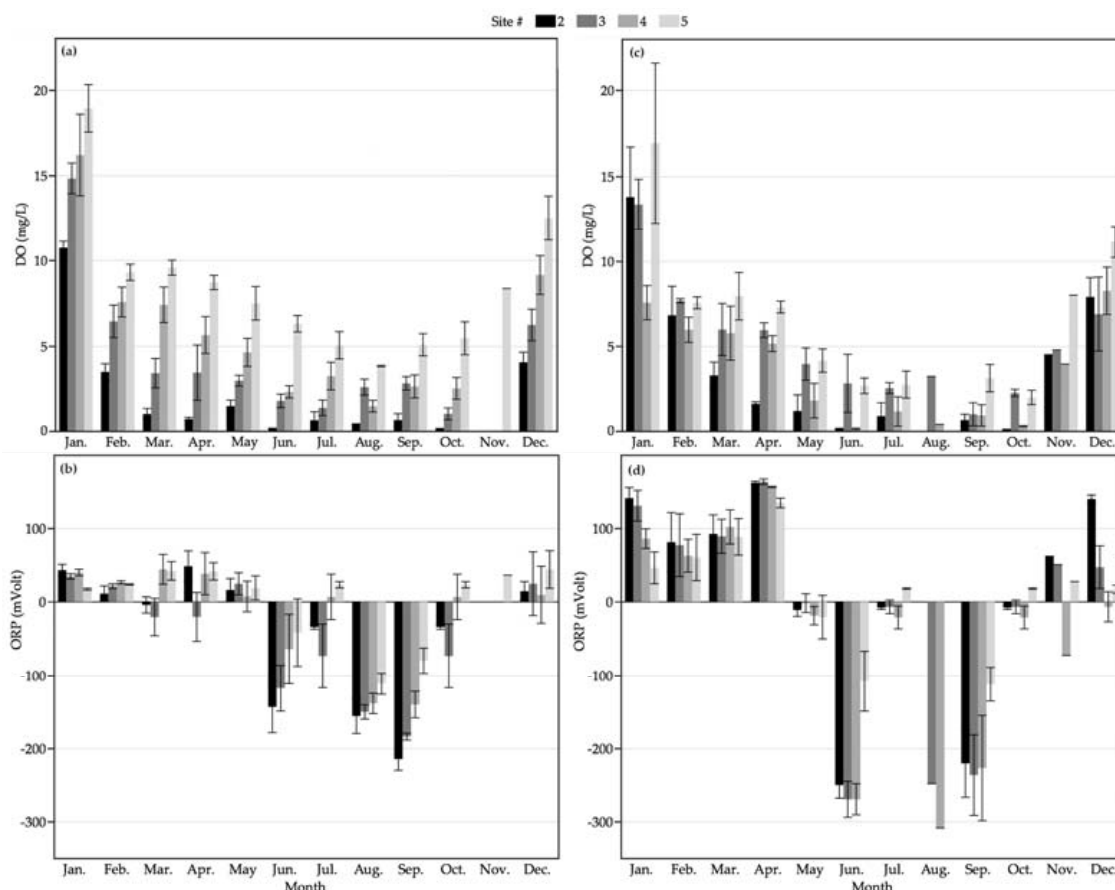 Site # 2 3 4 5
(a)
20
15
10
5
0
DO (mg/L)
Jan. Feb. Mar. Apr. May Jun. Jul. Aug. Sep. Oct. Nov. Dec.
(c)
20
15
10
5
0
DO (mg/L)
Jan. Feb. Mar. Apr. May Jun. Jul. Aug. Sep. Oct. Nov. Dec.
(b)
100
0
-100
-200
-300
ORP (mVolt)
Jan. Feb. Mar. Apr. May Jun. Jul. Aug. Sep. Oct. Nov. Dec.
Month
(d)
100
0
-100
-200
-300
ORP (mVolt)
Jan. Feb. Mar. Apr. May Jun. Jul. Aug. Sep. Oct. Nov. Dec.
Month